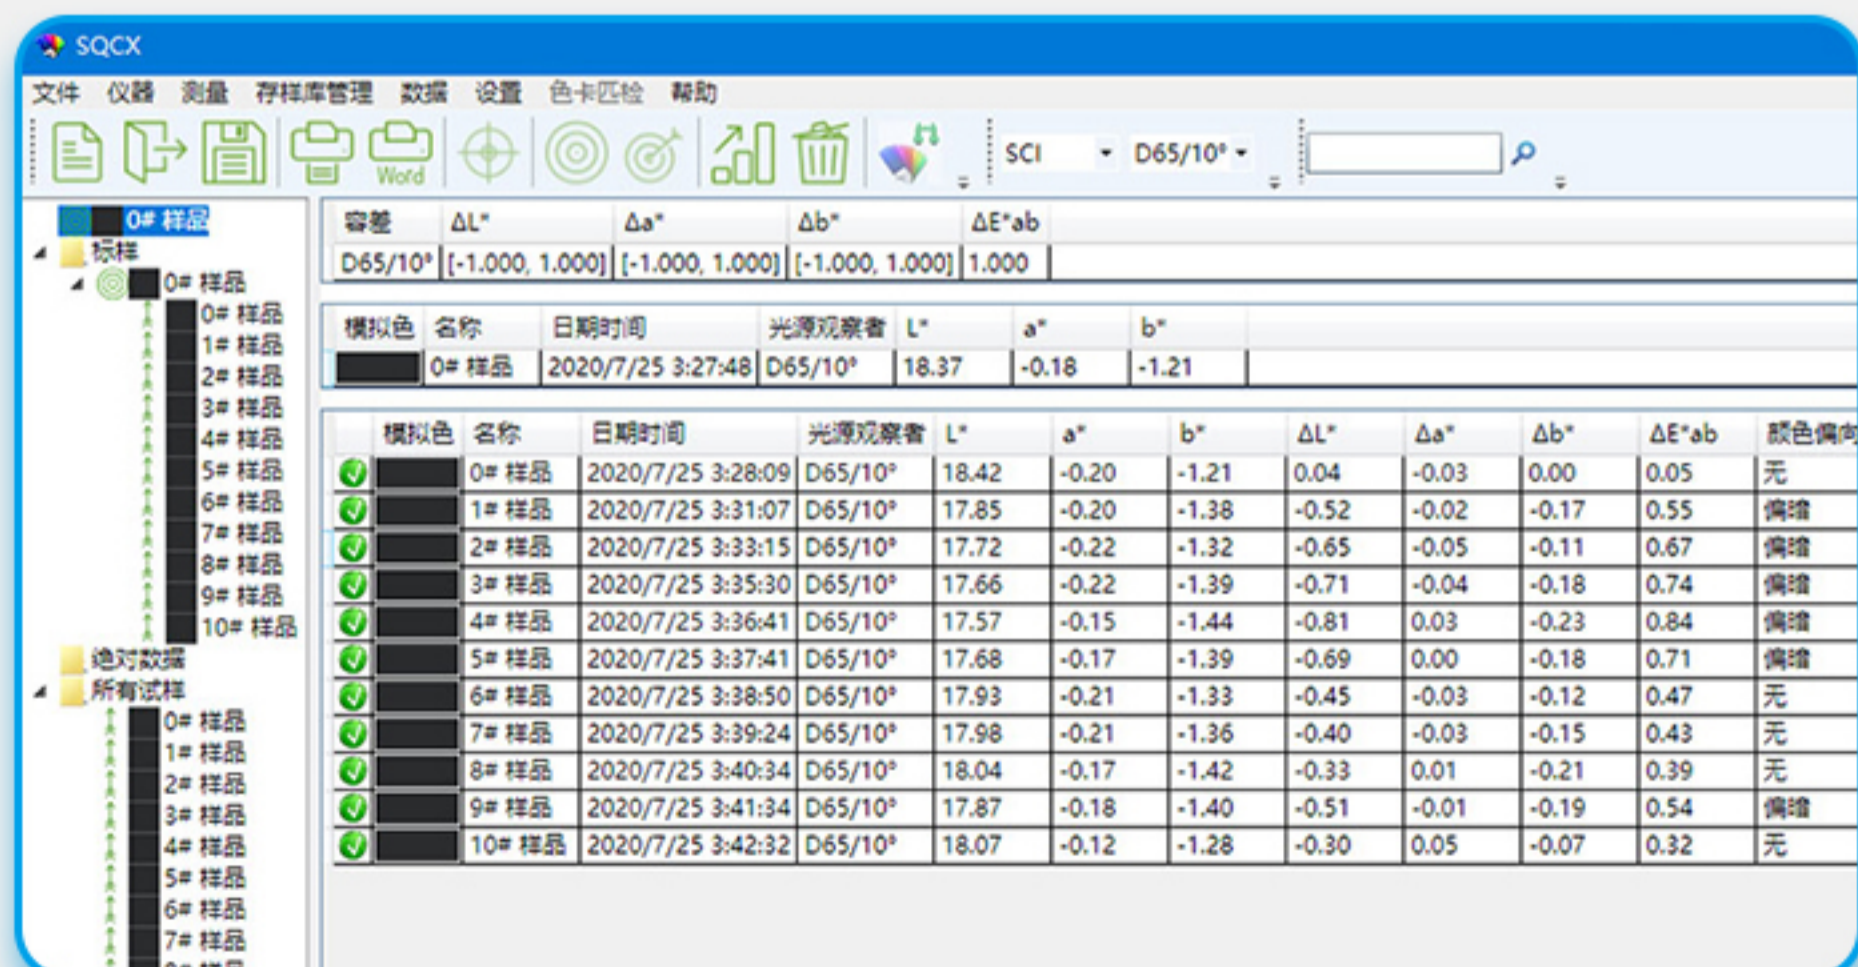 SQCX
文件 仪器 测量 存样库管理 数据 设置 色卡匹检 帮助
Word SCI D65/10°
0# 样品
标样
0# 样品
0# 样品
1# 样品
2# 样品
3# 样品
4# 样品
5# 样品
6# 样品
7# 样品
8# 样品
9# 样品
10# 样品
绝对数据
所有试样
0# 样品
1# 样品
2# 样品
3# 样品
4# 样品
5# 样品
6# 样品
7# 样品
容差 ΔL* Δa* Δb* ΔE*ab
D65/10° [-1.000, 1.000] [-1.000, 1.000] [-1.000, 1.000] 1.000
模拟色 名称 日期时间 光源观察者 L* a* b*
0# 样品 2020/7/25 3:27:48 D65/10° 18.37 -0.18 -1.21
模拟色 名称 日期时间 光源观察者 L* a* b* ΔL* Δa* Δb* ΔE*ab 颜色偏向
0# 样品 2020/7/25 3:28:09 D65/10° 18.42 -0.20 -1.21 0.04 -0.03 0.00 0.05 无
1# 样品 2020/7/25 3:31:07 D65/10° 17.85 -0.20 -1.38 -0.52 -0.02 -0.17 0.55 偏暗
2# 样品 2020/7/25 3:33:15 D65/10° 17.72 -0.22 -1.32 -0.65 -0.05 -0.11 0.67 偏暗
3# 样品 2020/7/25 3:35:30 D65/10° 17.66 -0.22 -1.39 -0.71 -0.04 -0.18 0.74 偏暗
4# 样品 2020/7/25 3:36:41 D65/10° 17.57 -0.15 -1.44 -0.81 0.03 -0.23 0.84 偏暗
5# 样品 2020/7/25 3:37:41 D65/10° 17.68 -0.17 -1.39 -0.69 0.00 -0.18 0.71 偏暗
6# 样品 2020/7/25 3:38:50 D65/10° 17.93 -0.21 -1.33 -0.45 -0.03 -0.12 0.47 无
7# 样品 2020/7/25 3:39:24 D65/10° 17.98 -0.21 -1.36 -0.40 -0.03 -0.15 0.43 无
8# 样品 2020/7/25 3:40:34 D65/10° 18.04 -0.17 -1.42 -0.33 0.01 -0.21 0.39 无
9# 样品 2020/7/25 3:41:34 D65/10° 17.87 -0.18 -1.40 -0.51 -0.01 -0.19 0.54 偏暗
10# 样品 2020/7/25 3:42:32 D65/10° 18.07 -0.12 -1.28 -0.30 0.05 -0.07 0.32 无